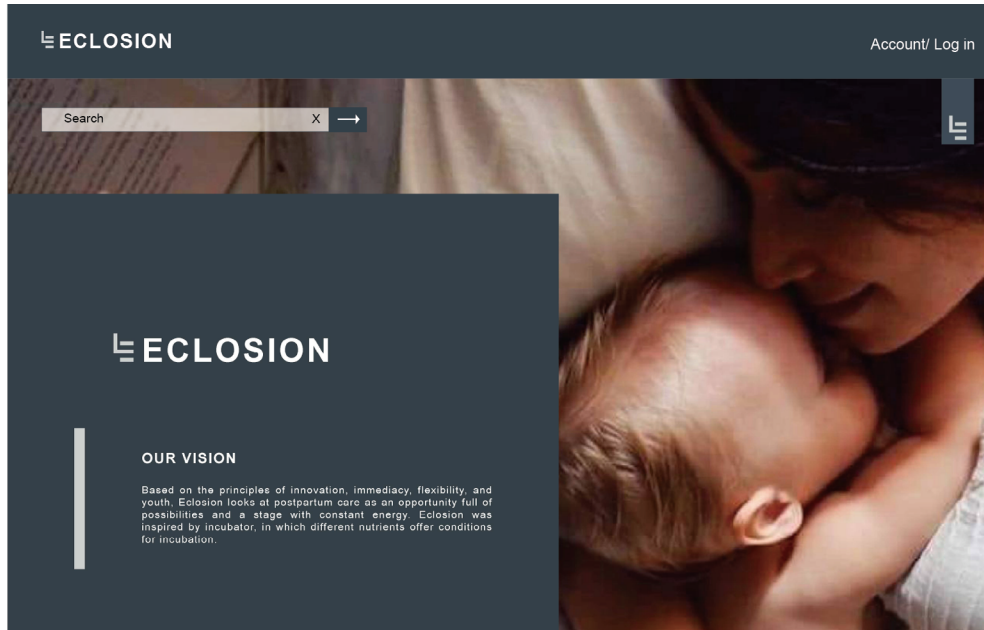 ECLOSION
Account/ Log in
Search X
ECLOSION
OUR VISION
Based on the principles of innovation, immediacy, flexibility, and
youth, Eclosion looks at postpartum care as an opportunity full of
possibilities and a stage with constant energy. Eclosion was
inspired by incubator, in which different nutrients offer conditions
for incubation.